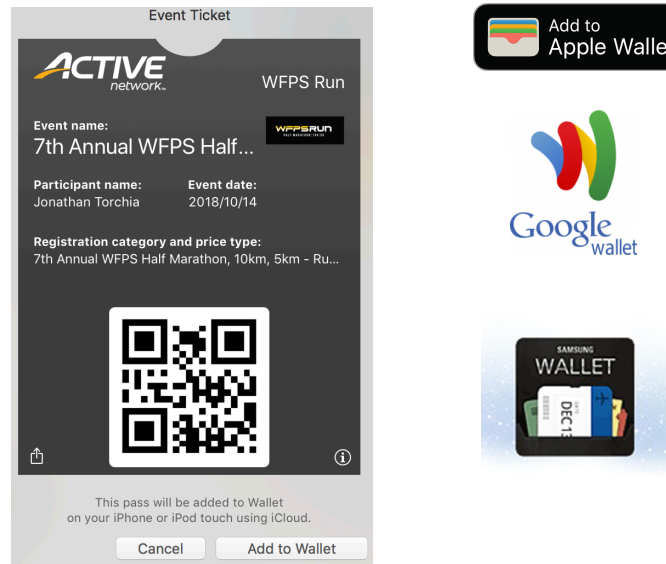 Event Ticket
ACTIVE
network
WFPS Run
Event name:
WFPSRUN
7th Annual WFPS Half...
Participant name: Event date:
Jonathan Torchia 2018/10/14
Registration category and price type:
7th Annual WFPS Half Marathon, 10km, 5km - Ru...
This pass will be added to Wallet
on your iPhone or iPod touch using iCloud.
Cancel Add to Wallet
Add to
Apple Walle
Google
wallet
SAMSUNG
WALLET
DATE
DEC13